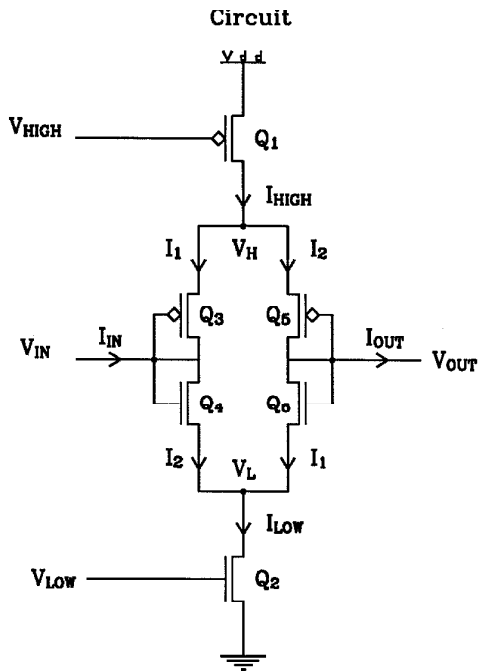 Circuit
Vdd
VHIGH
Q1
IHIGH
I1
VH
I2
Q3
Q5
VIN
IIN
IOUT
VOUT
Q4
Q6
I2
VL
I1
ILOW
VLOW
Q2